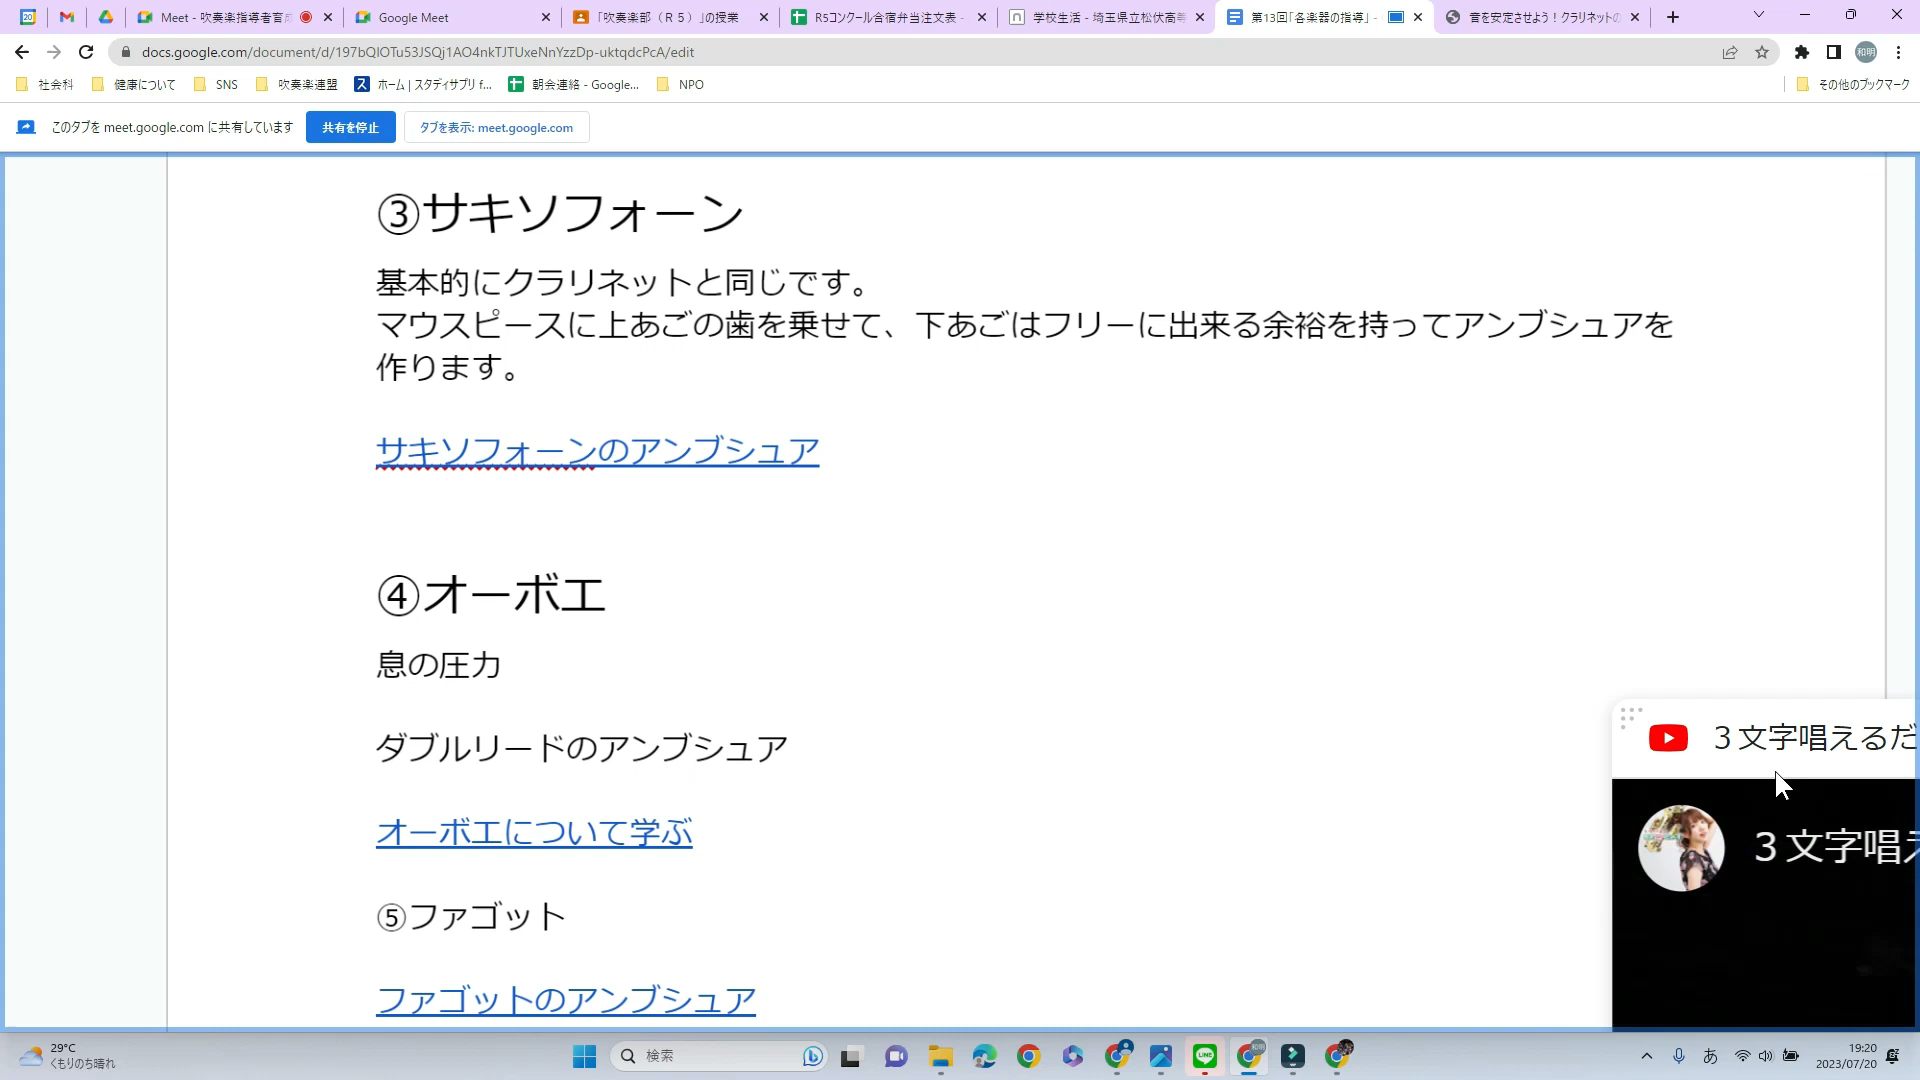 Meet - 吹奏楽指導者育成
Google Meet
「吹奏楽部（R５）」の授業
R5コンクール合宿弁当注文表 -
学校生活 - 埼玉県立松伏高等
第13回「各楽器の指導」 -
音を安定させよう！クラリネットの
docs.google.com/document/d/197bQIOTu53JSQj1AO4nkTJTUxeNnYzzDp-uktqdcPcA/edit
和明
社会科
健康について
SNS
吹奏楽連盟
ホーム | スタディサプリ f...
朝会連絡 - Google...
NPO
その他のブックマーク
このタブを meet.google.com に共有しています
共有を停止
タブを表示: meet.google.com
③サキソフォーン
基本的にクラリネットと同じです。
マウスピースに上あごの歯を乗せて、下あごはフリーに出来る余裕を持ってアンブシュアを
作ります。
サキソフォーンのアンブシュア
④オーボエ
息の圧力
ダブルリードのアンブシュア
オーボエについて学ぶ
⑤ファゴット
ファゴットのアンブシュア
３文字唱えるだ
３文字唱え
29°C
くもりのち晴れ
検索
LINE
あ
19:20
2023/07/20